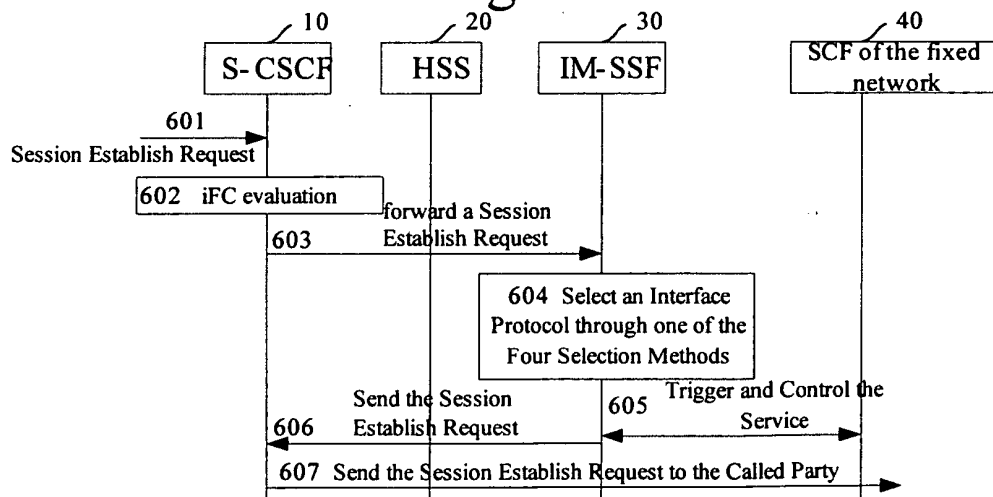 10
20
30
40
S-CSCF
HSS
IM-SSF
SCF of the fixed
network
601
Session Establish Request
602 iFC evaluation
forward a Session
Establish Request
603
604 Select an Interface
Protocol through one of the
Four Selection Methods
605
Trigger and Control the
Service
Send the Session
Establish Request
606
607 Send the Session Establish Request to the Called Party